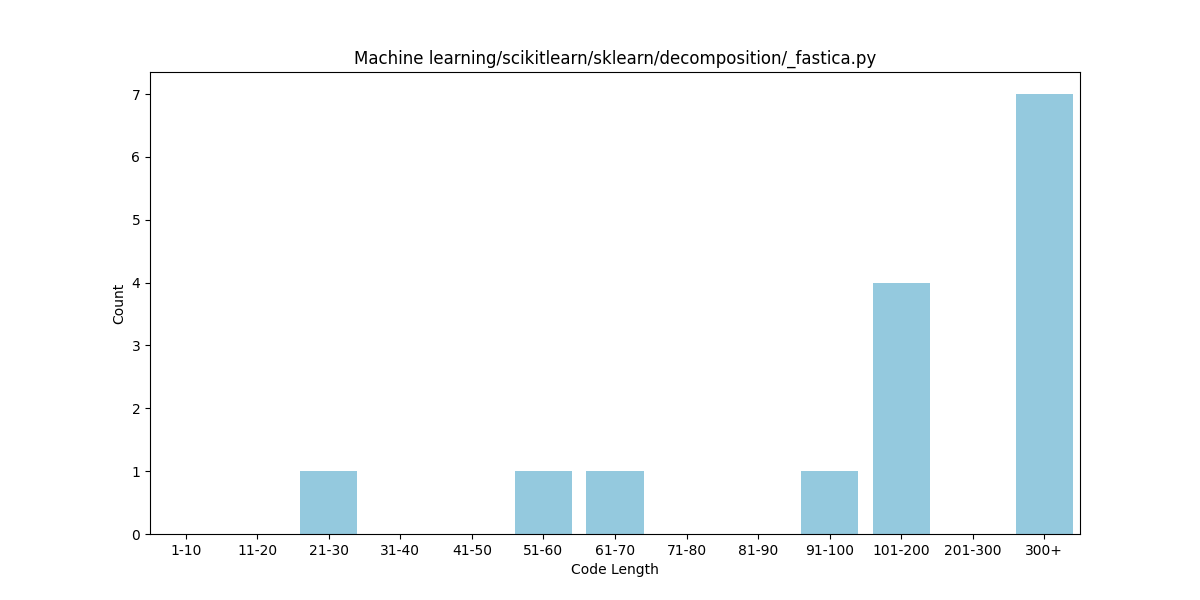 Machine learning/scikitlearn/sklearn/decomposition/_fastica.py
7
6
5
4
3
2
1
0
Count
1-10 11-20 21-30 31-40 41-50 51-60 61-70 71-80 81-90 91-100 101-200 201-300 300+
Code Length